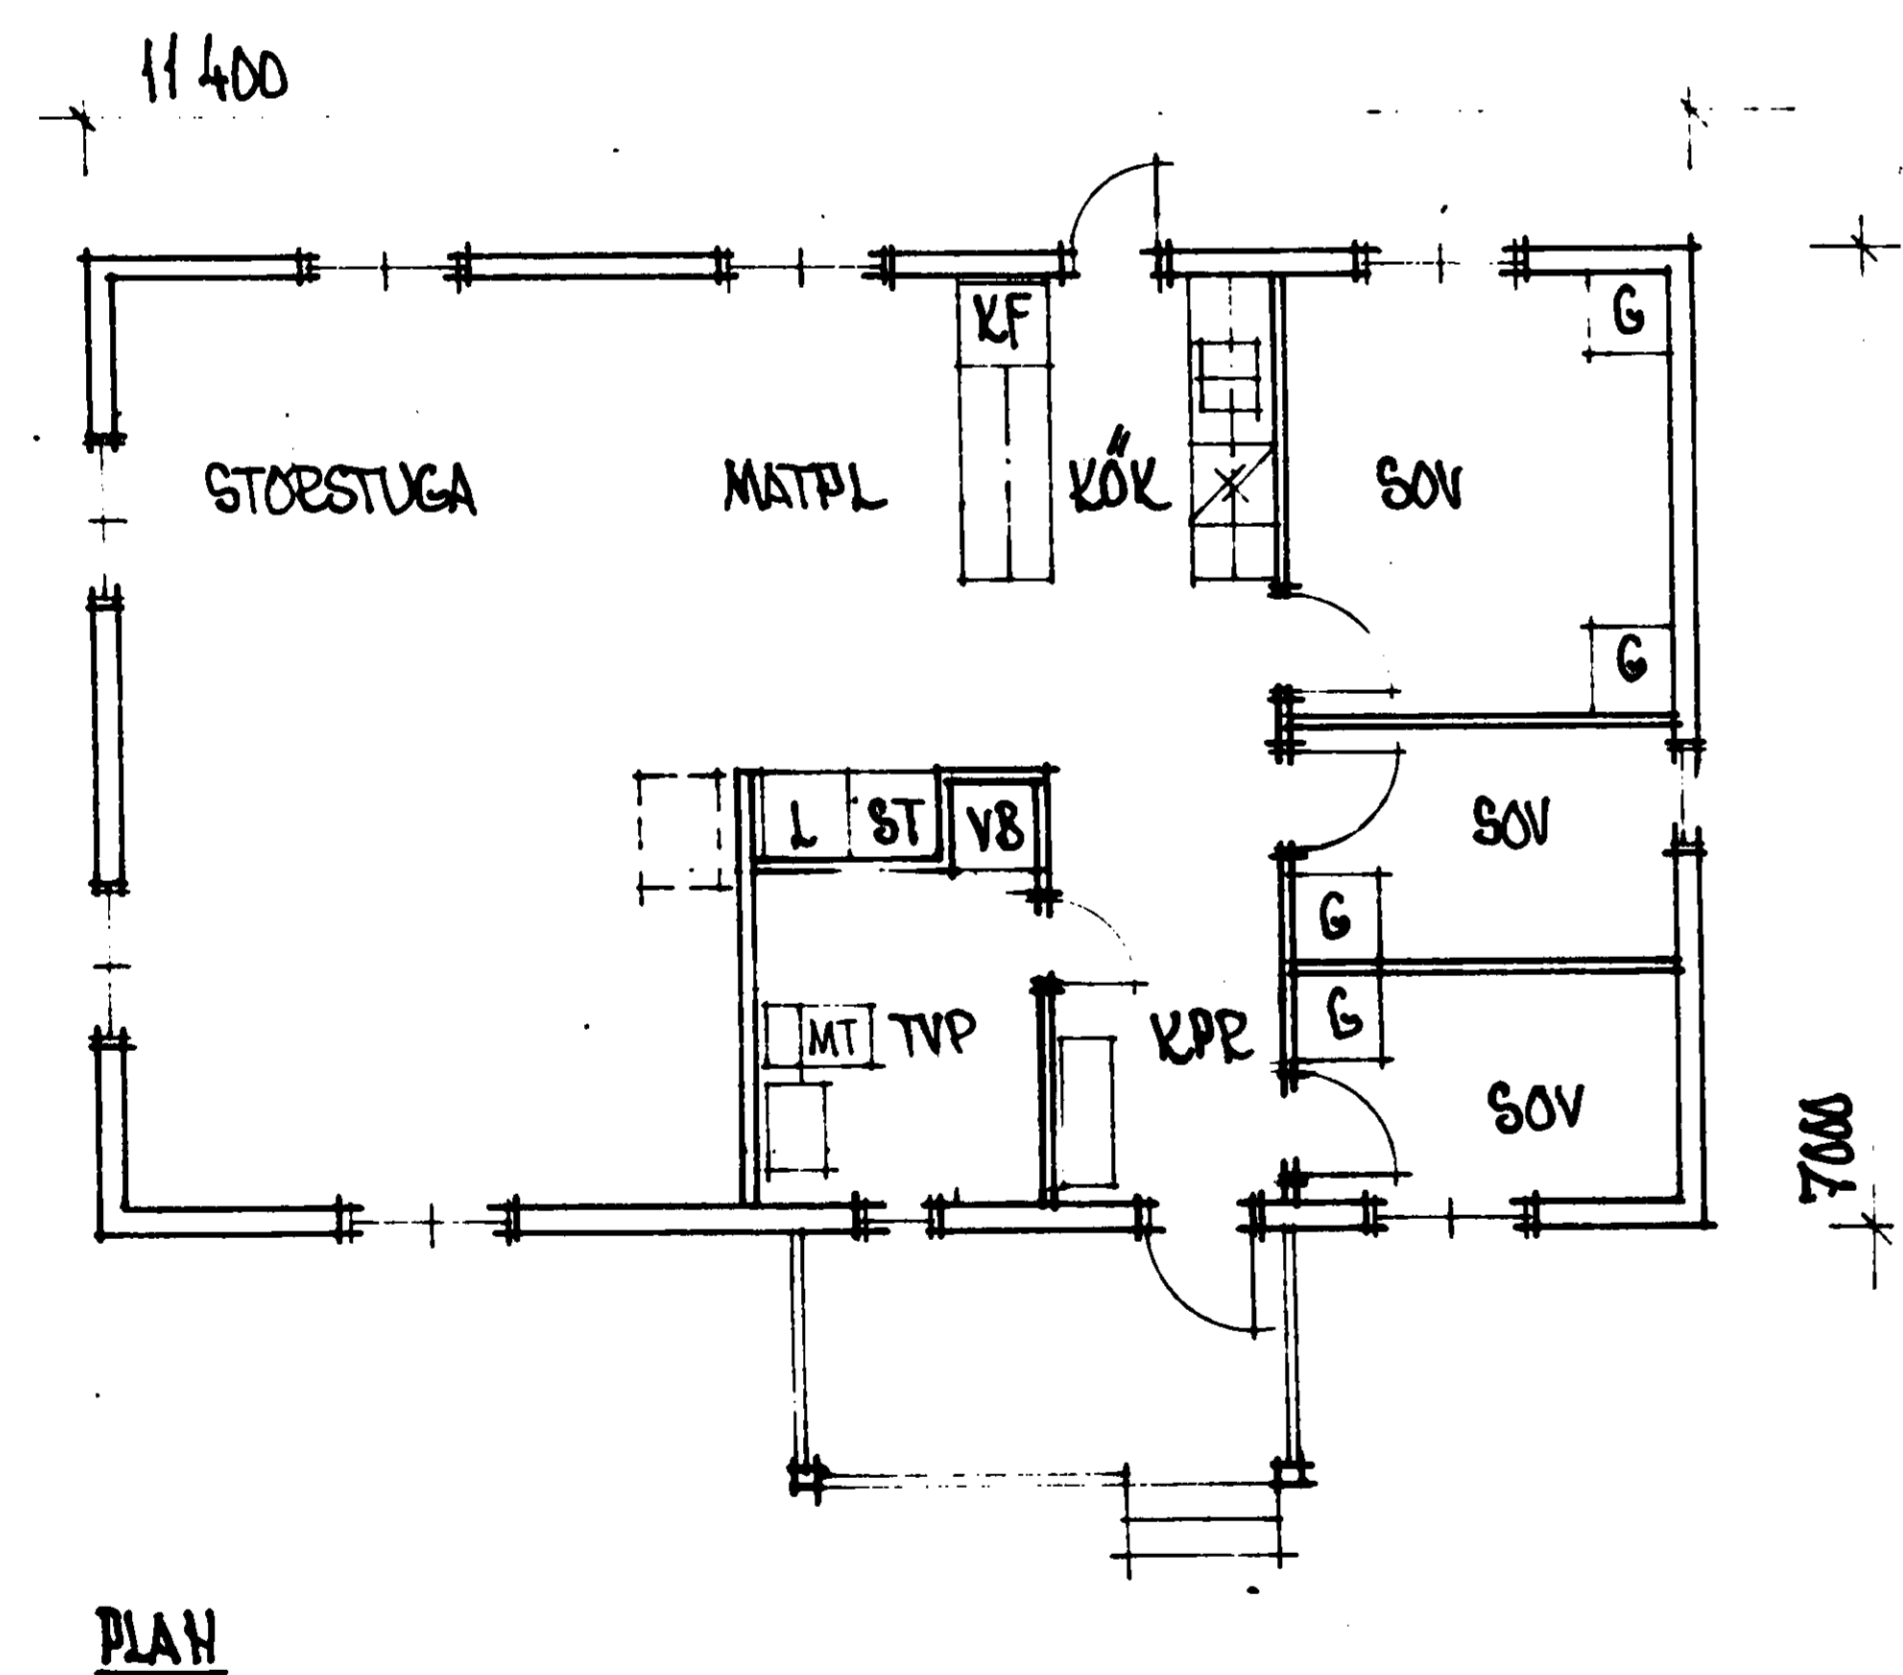 11 400
KF
G
STORSTUGA
MATPL
KÖK
SOV
G
L
ST
VB
SOV
G
MT
TVP
KPR
G
SOV
7000
PLAN